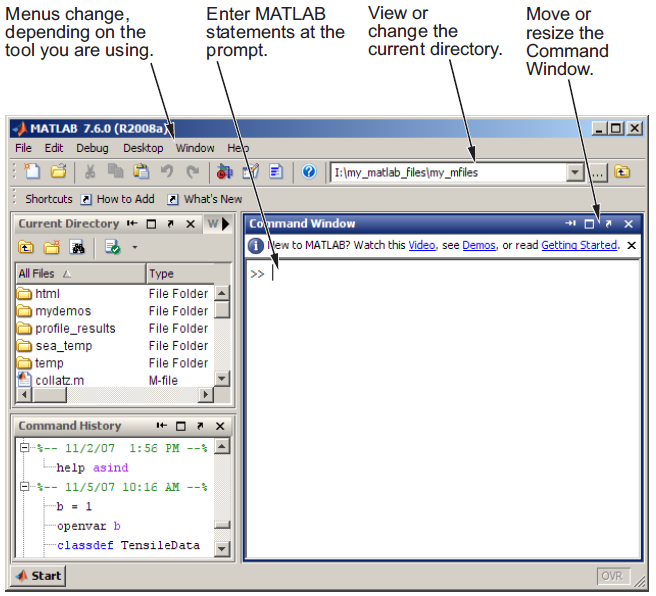 Menus change,
depending on the
tool you are using.
Enter MATLAB
statements at the
prompt.
View or
change the
current directory.
Move or
resize the
Command
Window.
MATLAB 7.6.0 (R2008a)
File Edit Debug Desktop Window Help
I:\my_matlab_files\my_mfiles
...
Shortcuts How to Add What's New
Current Directory
W
All Files Type
html File Folder
mydemos File Folder
profile_results File Folder
sea_temp File Folder
temp File Folder
collatz.m M-file
Command History
%-- 11/2/07 1:56 PM --%
help asind
%-- 11/5/07 10:16 AM --%
b = 1
openvar b
classdef TensileData
Command Window
New to MATLAB? Watch this Video, see Demos, or read Getting Started.
>>
Start
OVR